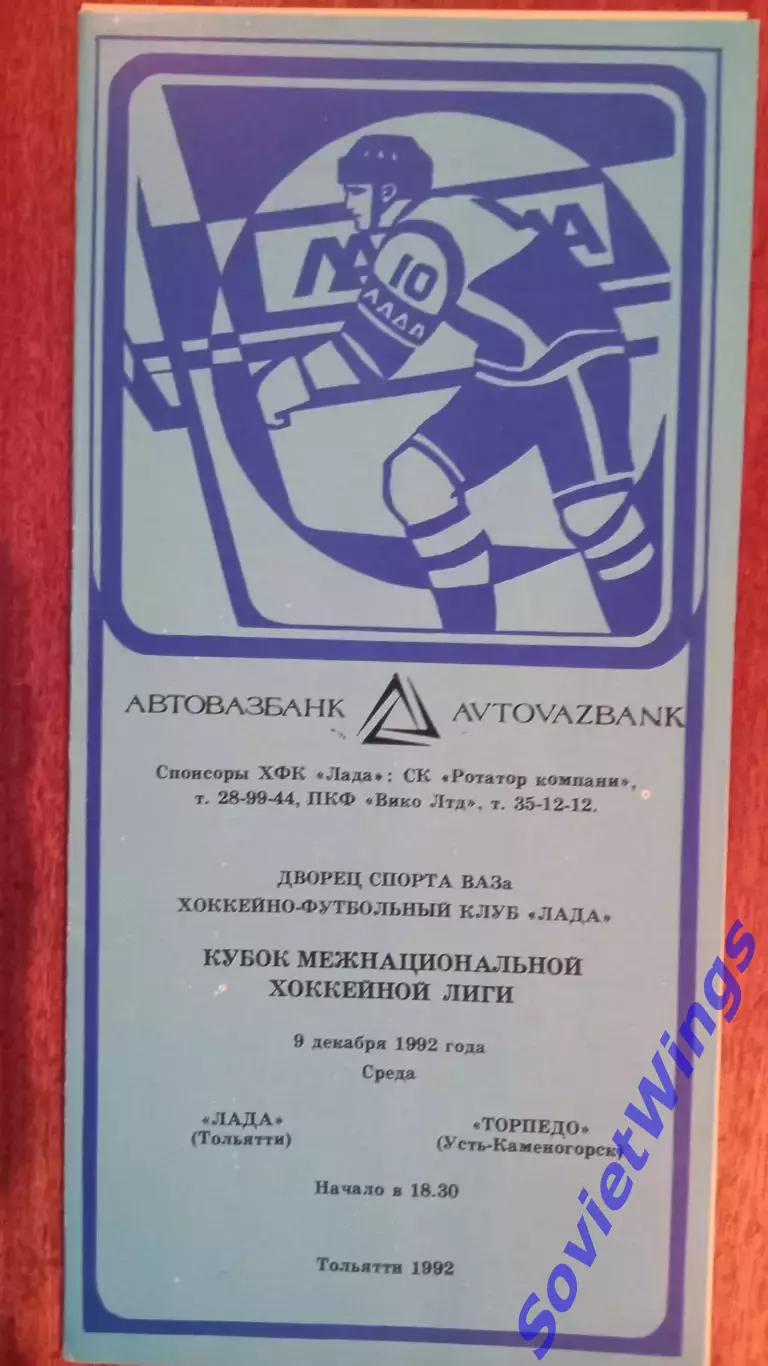 10
ЛАДА
АВТОВАЗБАНК AVTOVAZBANK
Спонсоры ХФК «Лада»: СК «Ротатор компани»,
т. 28-99-44, ПКФ «Вико Лтд», т. 35-12-12.
ДВОРЕЦ СПОРТА ВАЗа
ХОККЕЙНО-ФУТБОЛЬНЫЙ КЛУБ «ЛАДА»
КУБОК МЕЖНАЦИОНАЛЬНОЙ
ХОККЕЙНОЙ ЛИГИ
9 декабря 1992 года
Среда
«ЛАДА» «ТОРПЕДО»
(Тольятти) (Усть-Каменогорск)
Начало в 18.30
Тольятти 1992
SovietWings